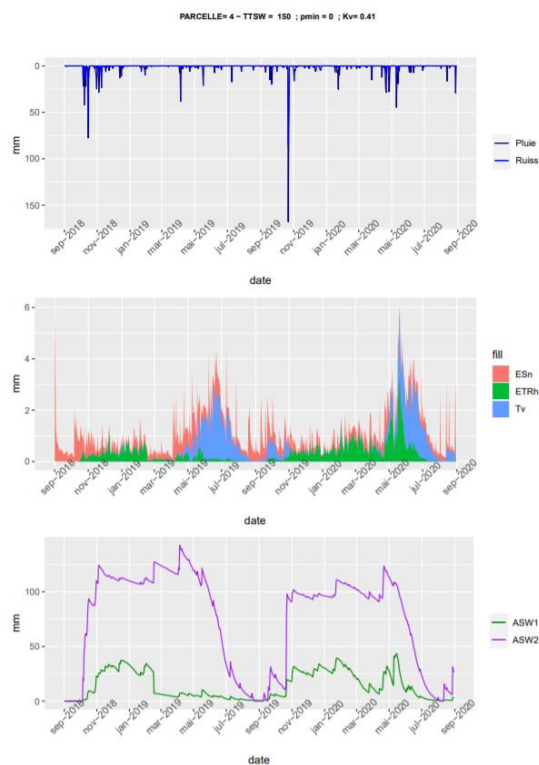 PARCELLE= 4 − TTSW = 150 ; pmin = 0 ; Kv= 0.41
0
50
100
150
mm
sep−2018
nov−2018
jan−2019
mar−2019
mai−2019
jul−2019
sep−2019
nov−2019
jan−2020
mar−2020
mai−2020
jul−2020
sep−2020
date
Pluie
Ruiss
6
4
2
0
mm
sep−2018
nov−2018
jan−2019
mar−2019
mai−2019
jul−2019
sep−2019
nov−2019
jan−2020
mar−2020
mai−2020
jul−2020
sep−2020
date
fill
ESn
ETRh
Tv
100
50
0
mm
sep−2018
nov−2018
jan−2019
mar−2019
mai−2019
jul−2019
sep−2019
nov−2019
jan−2020
mar−2020
mai−2020
jul−2020
sep−2020
date
ASW1
ASW2